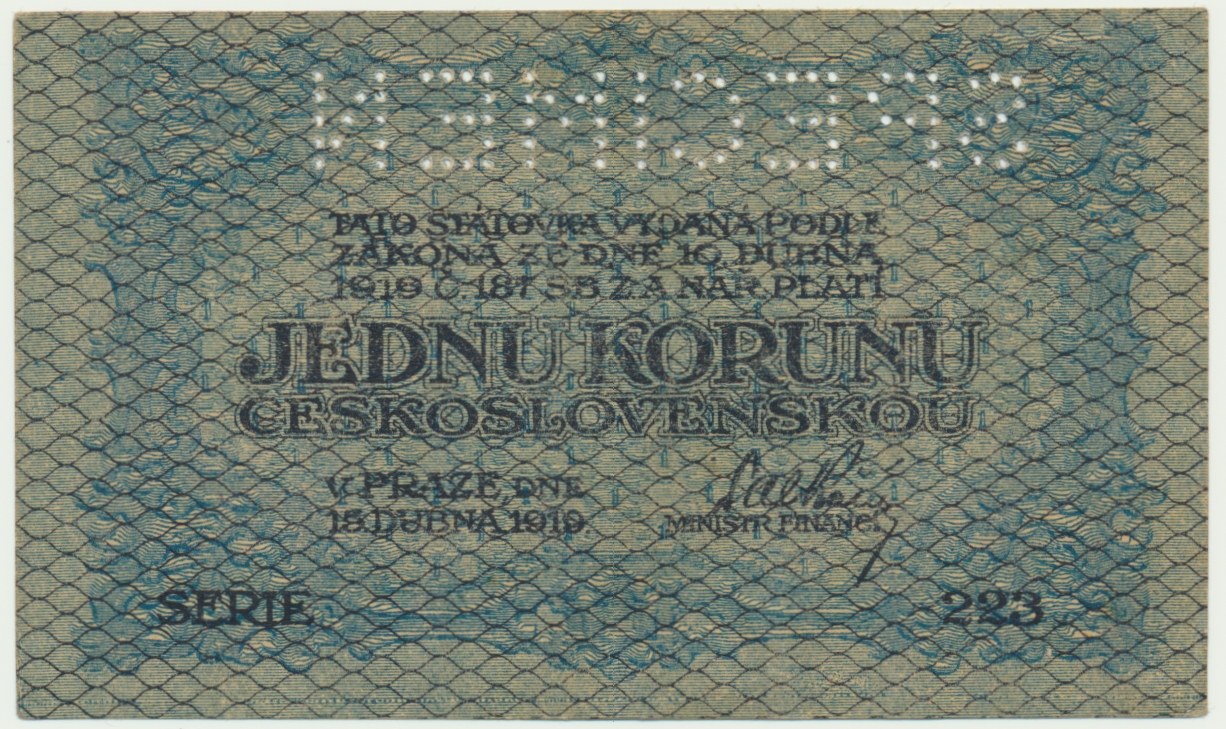 SPECIMEN
TATO STÁTOVKA VYDANÁ PODLE
ZÁKONA ZE DNE 10. DUBNA
1919 Č. 187 SB. Z. A NAŘ. PLATÍ
JEDNU KORUNU
ČESKOSLOVENSKOU
V PRAZE, DNE
15. DUBNA 1919.
MINISTR FINANCÍ:
SERIE 223